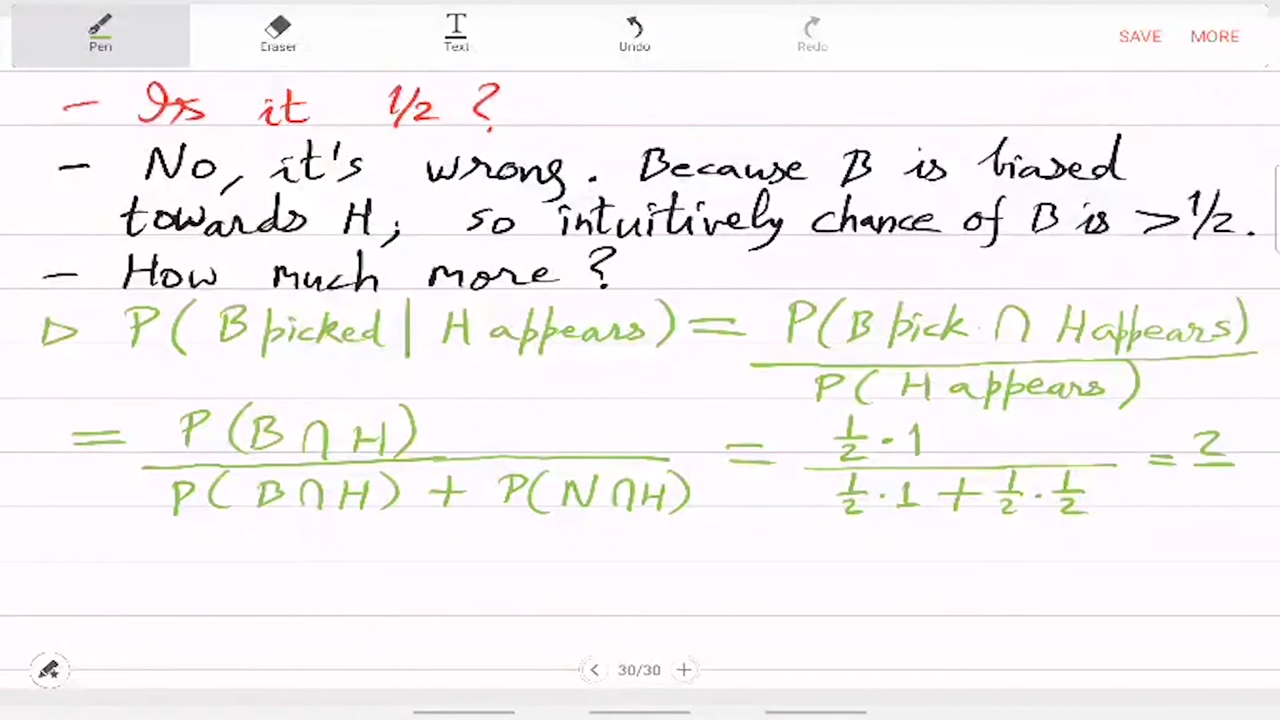 Pen Eraser Text Undo Redo SAVE MORE
- Is it 1/2 ?
- No, it's wrong. Because B is biased
towards H; so intuitively chance of B is > 1/2.
- How much more ?
▷ P( B picked | H appears ) = P(B pick ∩ H appears) / P( H appears )
= P(B ∩ H) / P( B ∩ H) + P( N ∩ H) = 1/2 · 1 / 1/2 · 1 + 1/2 · 1/2 = 2
< 30/30 +